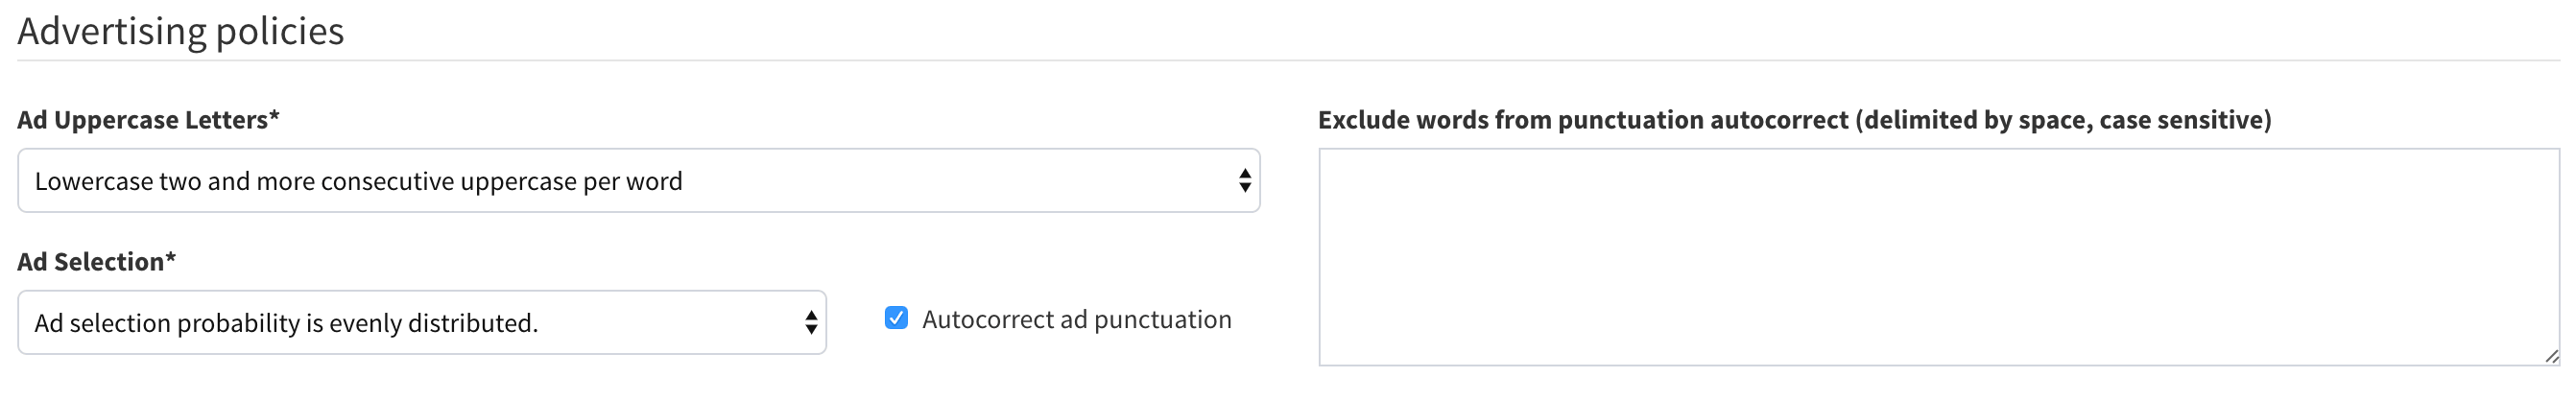 Advertising policies
Ad Uppercase Letters*
Lowercase two and more consecutive uppercase per word
Ad Selection*
Ad selection probability is evenly distributed.
Autocorrect ad punctuation
Exclude words from punctuation autocorrect (delimited by space, case sensitive)